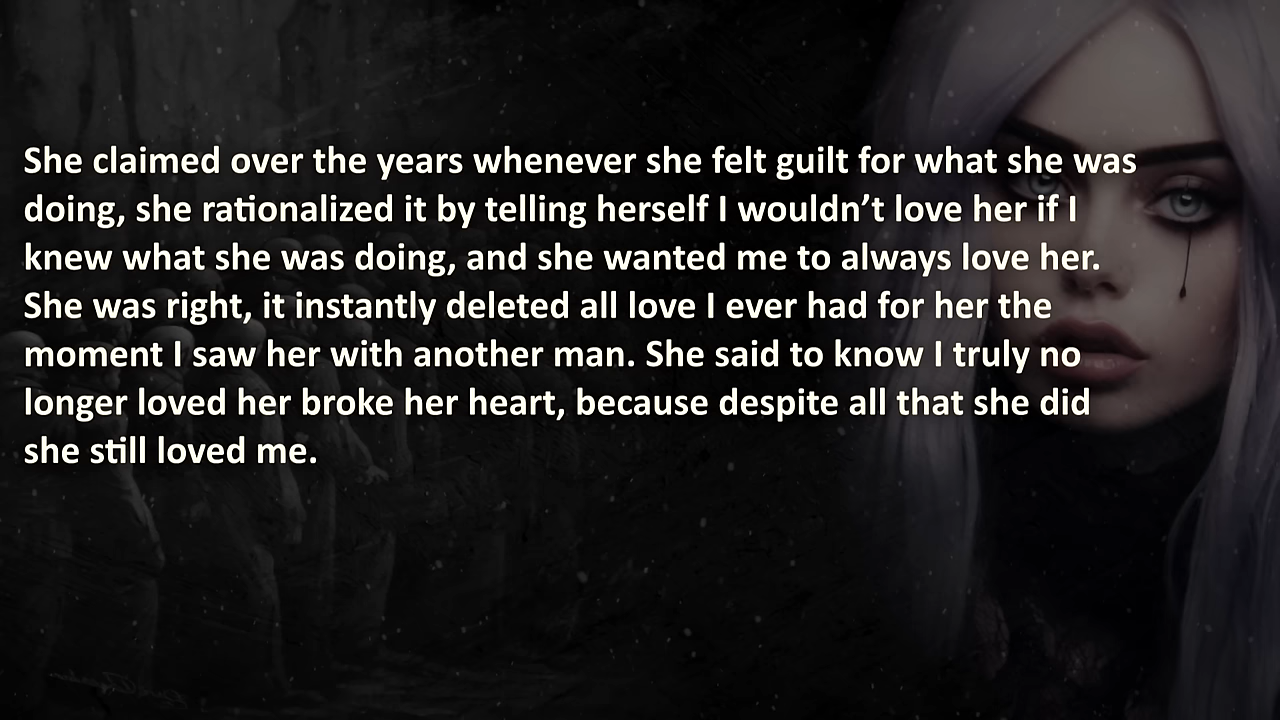 She claimed over the years whenever she felt guilt for what she was
doing, she rationalized it by telling herself I wouldn’t love her if I
knew what she was doing, and she wanted me to always love her.
She was right, it instantly deleted all love I ever had for her the
moment I saw her with another man. She said to know I truly no
longer loved her broke her heart, because despite all that she did
she still loved me.